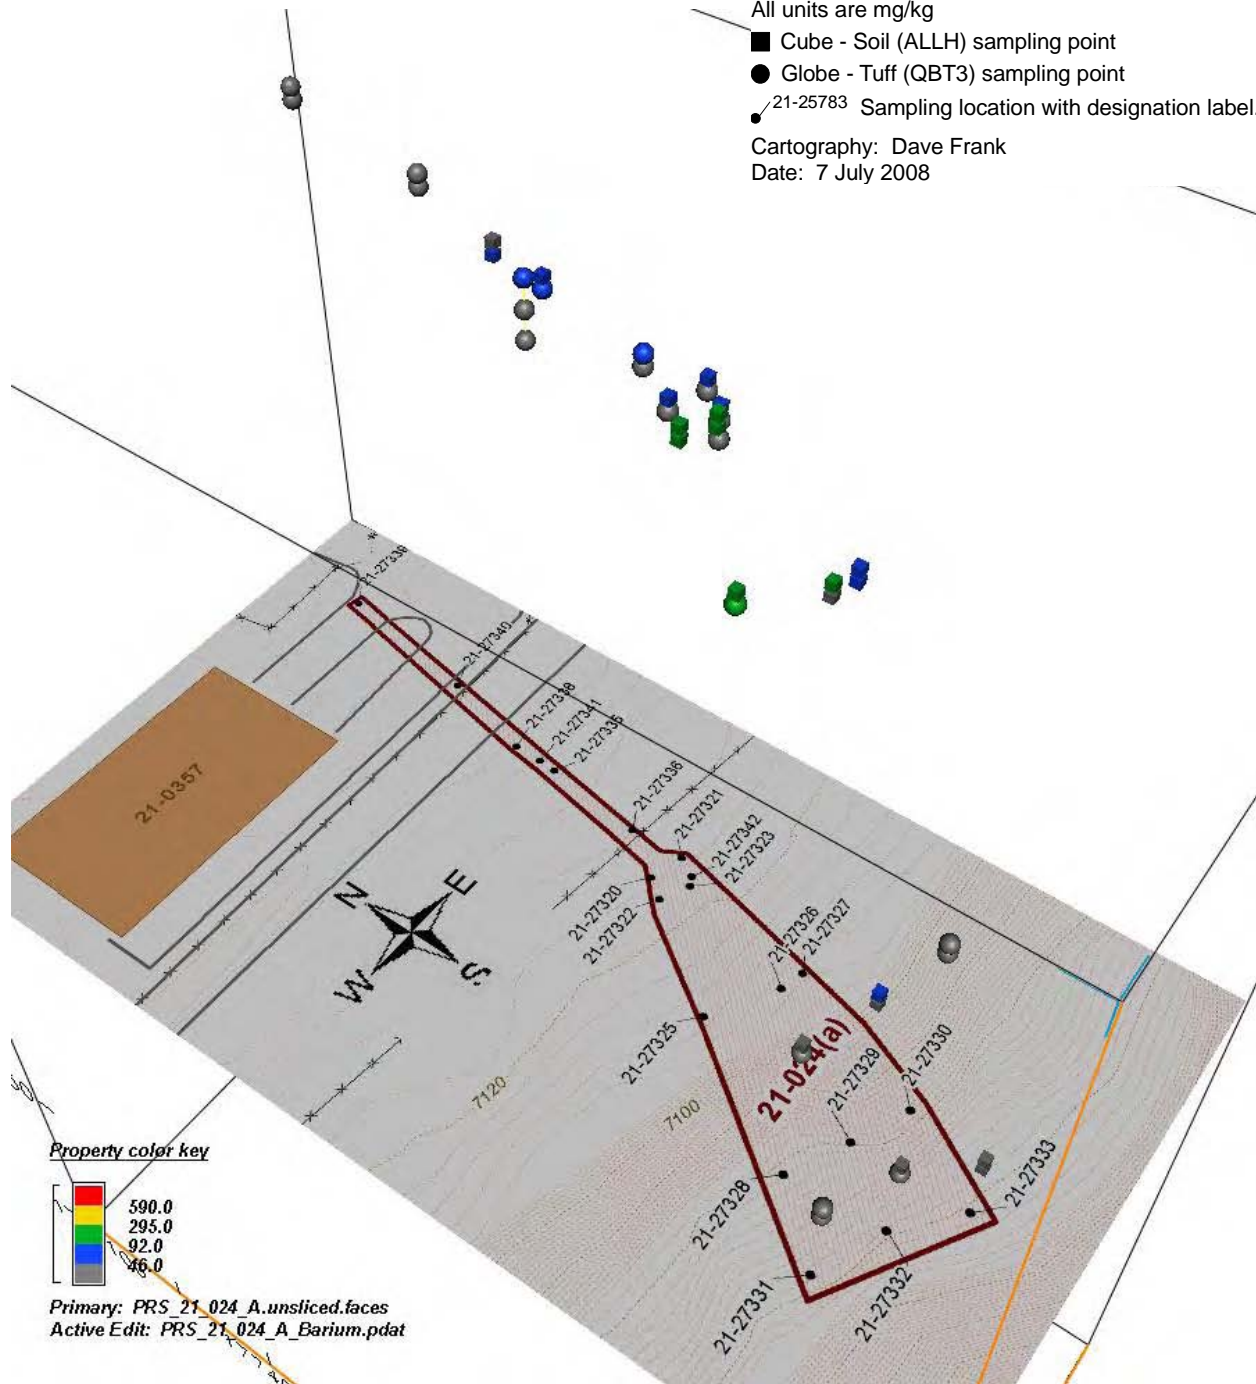 All units are mg/kg
Cube - Soil (ALLH) sampling point
Globe - Tuff (QBT3) sampling point
21-25783 Sampling location with designation label.
Cartography: Dave Frank
Date: 7 July 2008
21-27339
21-27340
21-27338
21-27341
21-27335
21-0357
21-27336
21-27321
21-27342
21-27323
21-27320
21-27322
N
E
W
S
21-27326
21-27327
21-27325
21-024(a)
21-27329
21-27330
7120
7100
21-27328
21-27333
21-27331
21-27332
Property color key
590.0
295.0
92.0
46.0
Primary: PRS_21_024_A.unsliced.faces
Active Edit: PRS_21_024_A_Barium.pdat